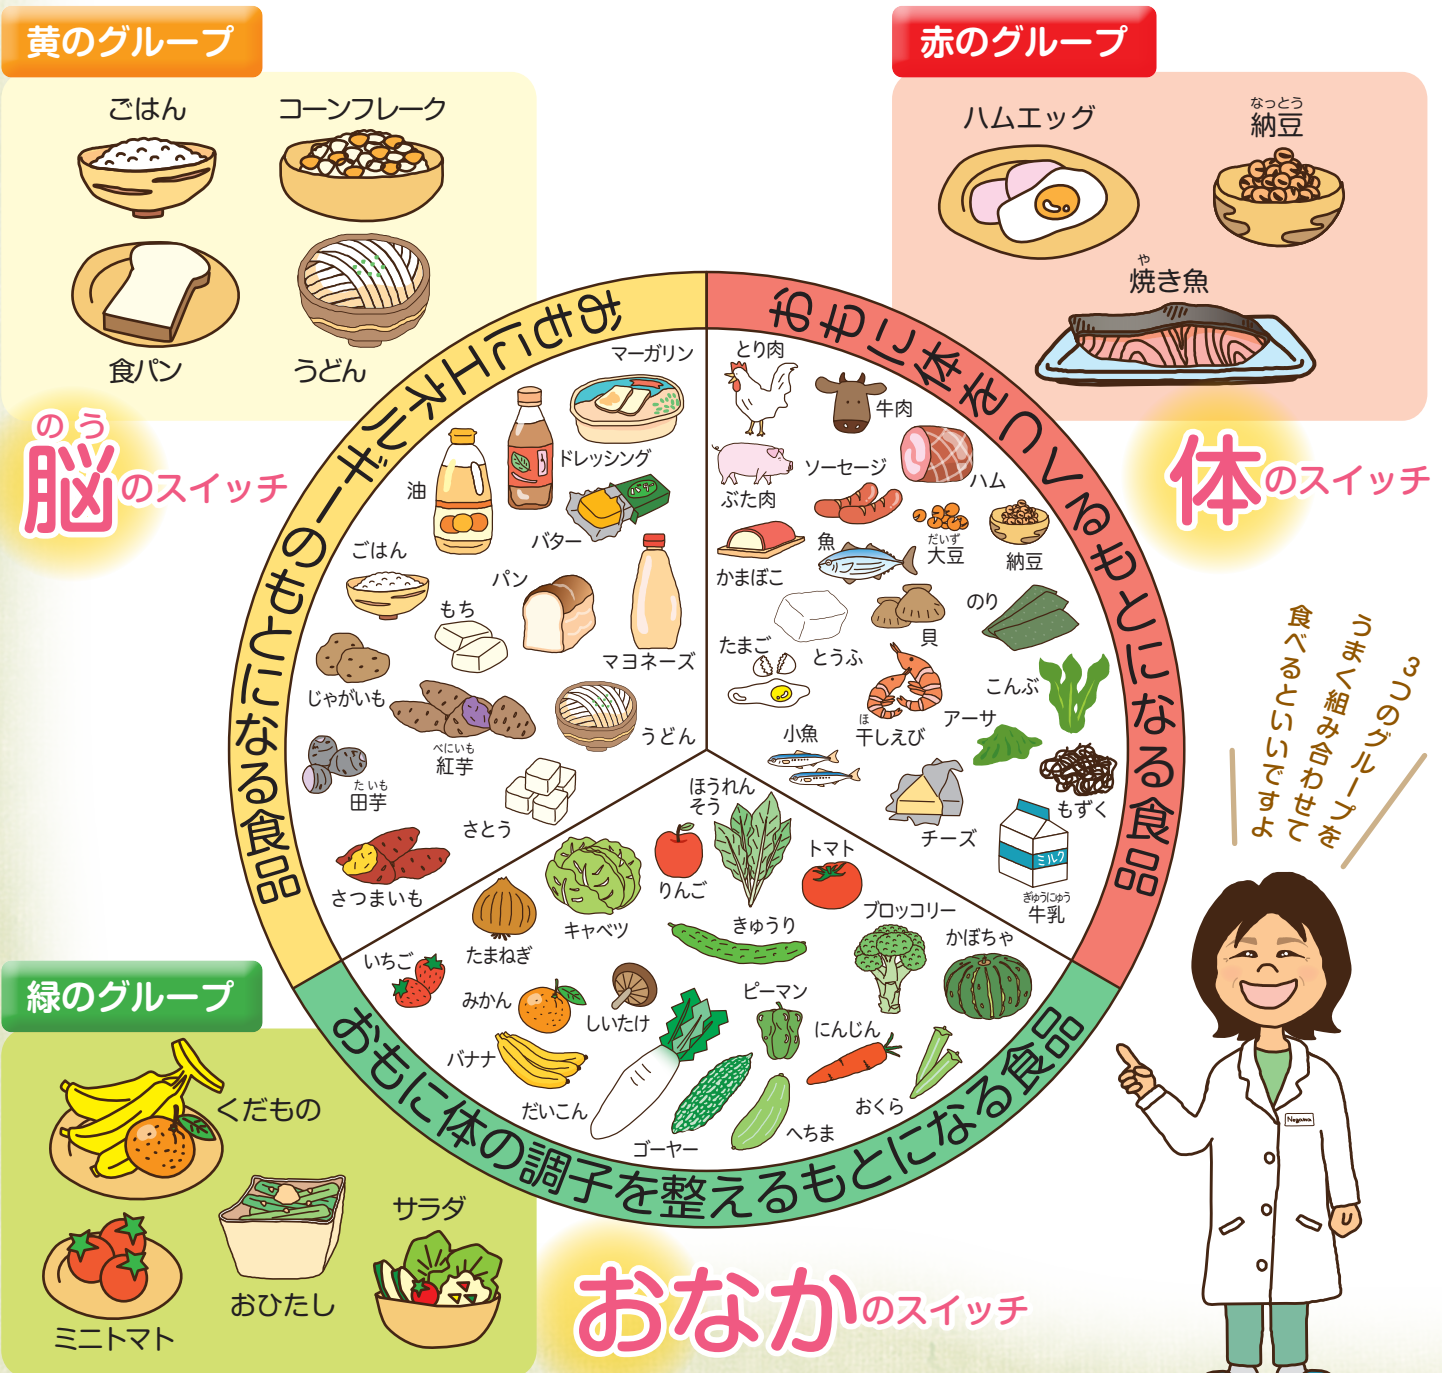 黄のグループ
ごはん
コーンフレーク
食パン
うどん
のう
脳のスイッチ
赤のグループ
ハムエッグ
なっとう
納豆
や
焼き魚
体のスイッチ
おもにエネルギーのもとになる食品
マーガリン
ドレッシング
油
バター
バター
ごはん
パン
もち
マヨネーズ
じゃがいも
べにいも
紅芋
うどん
たいも
田芋
さとう
さつまいも
おもに体をつくるもとになる食品
とり肉
牛肉
ぶた肉
ソーセージ
ハム
かまぼこ
魚
だいず
大豆
納豆
たまご
とうふ
貝
のり
こんぶ
ほ
干しえび
アーサ
小魚
もずく
チーズ
ミルク
ぎゅうにゅう
牛乳
おもに体の調子を整えるもとになる食品
ほうれん
そう
りんご
トマト
キャベツ
きゅうり
ブロッコリー
かぼちゃ
たまねぎ
いちご
みかん
しいたけ
ピーマン
にんじん
バナナ
だいこん
ゴーヤー
へちま
おくら
3つのグループを
うまく組み合わせて
食べるといいですよ
緑のグループ
くだもの
ミニトマト
おひたし
サラダ
おなかのスイッチ